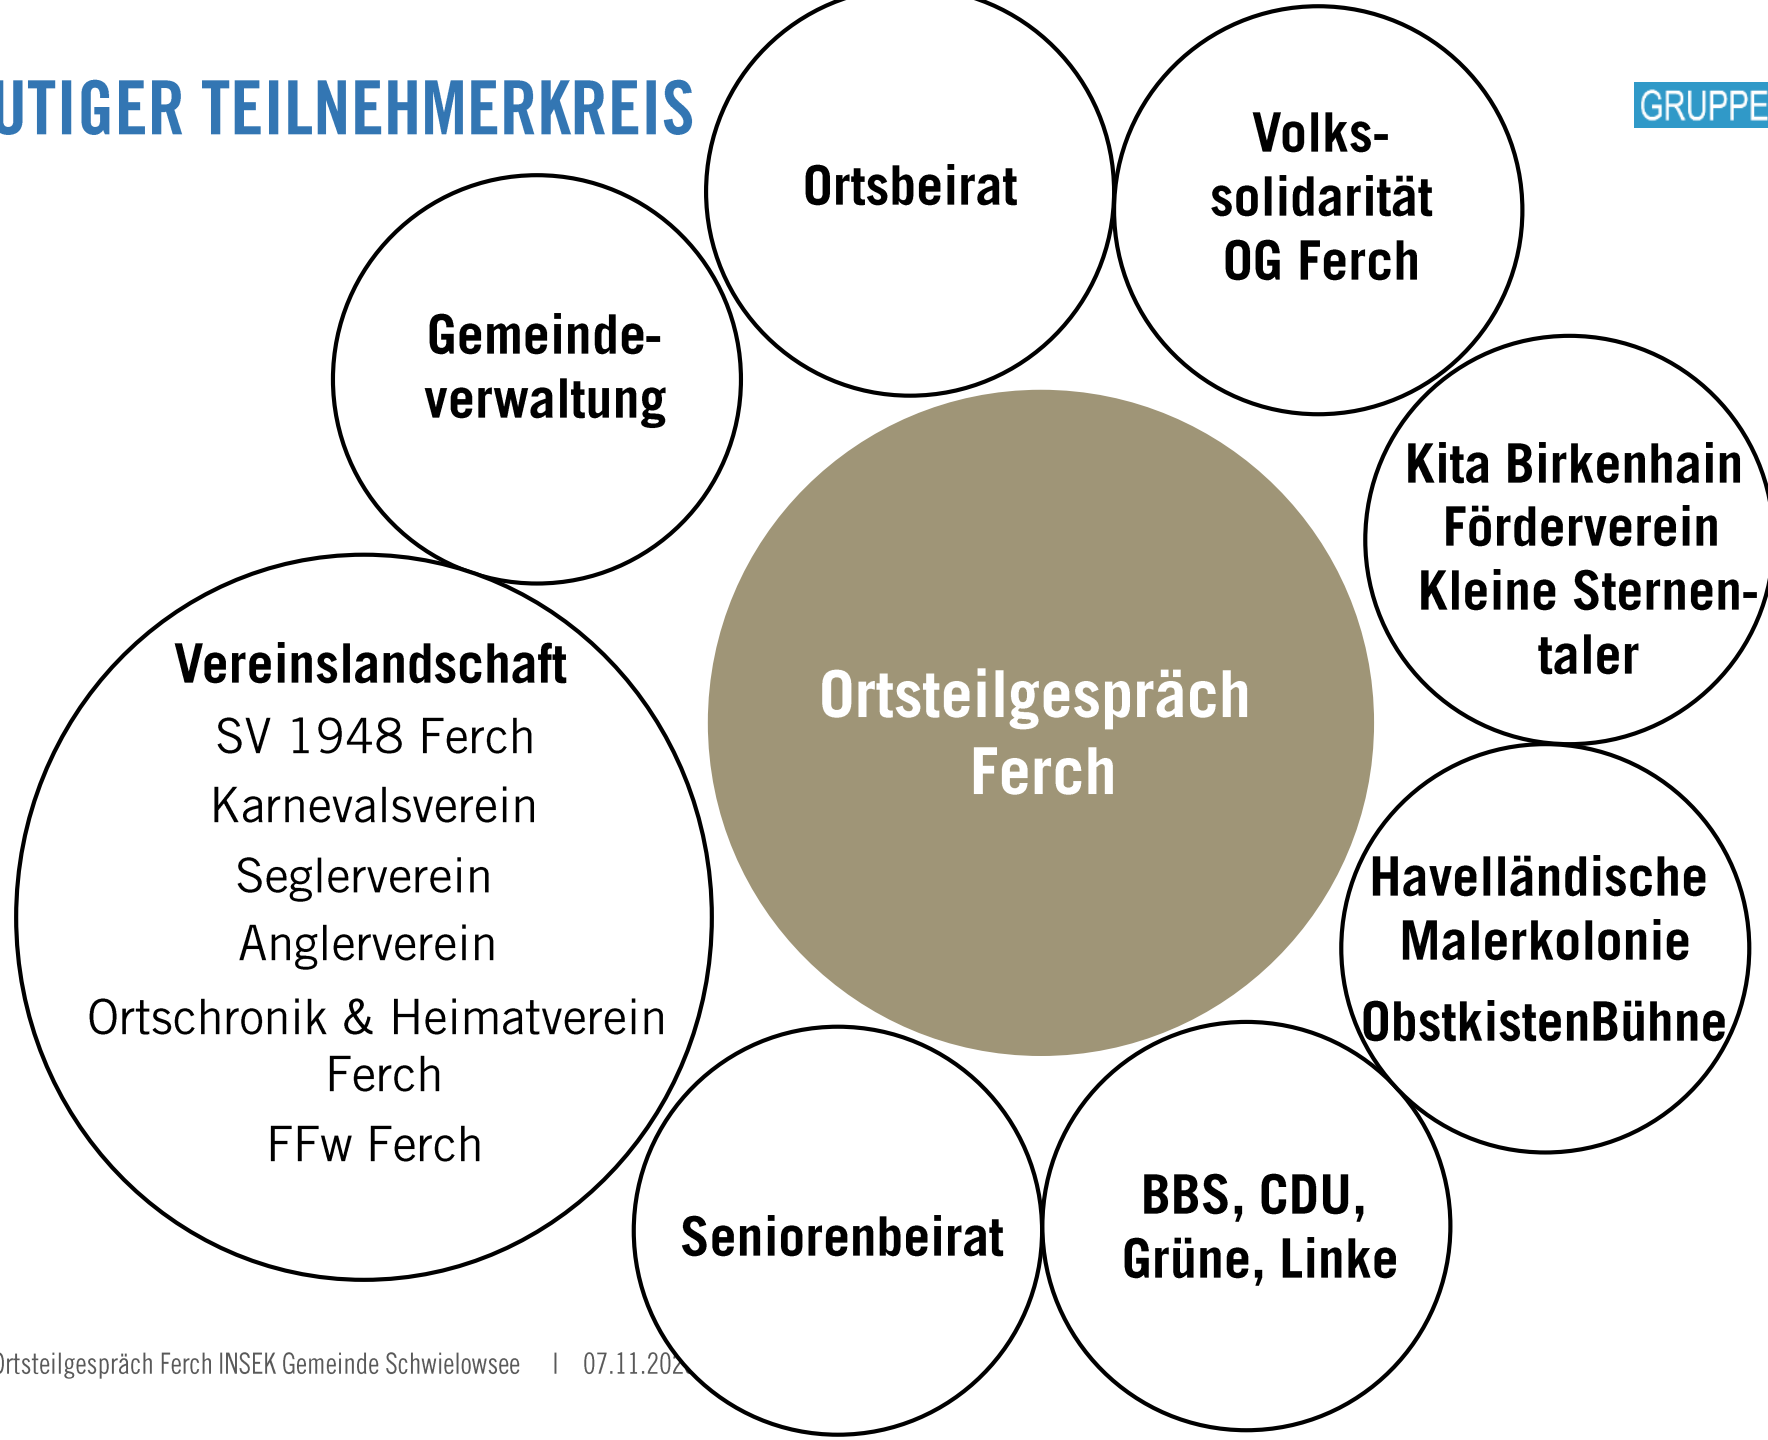 UTIGER TEILNEHMERKREIS
GRUPPE
Ortsbeirat
Volks-
solidarität
OG Ferch
Gemeinde-
verwaltung
Kita Birkenhain
Förderverein
Kleine Sternen-
taler
Ortsteilgespräch
Ferch
Vereinslandschaft
SV 1948 Ferch
Karnevalsverein
Seglerverein
Anglerverein
Ortschronik & Heimatverein
Ferch
FFw Ferch
Havelländische
Malerkolonie
ObstkistenBühne
Seniorenbeirat
BBS, CDU,
Grüne, Linke
Ortsteilgespräch Ferch INSEK Gemeinde Schwielowsee I 07.11.202